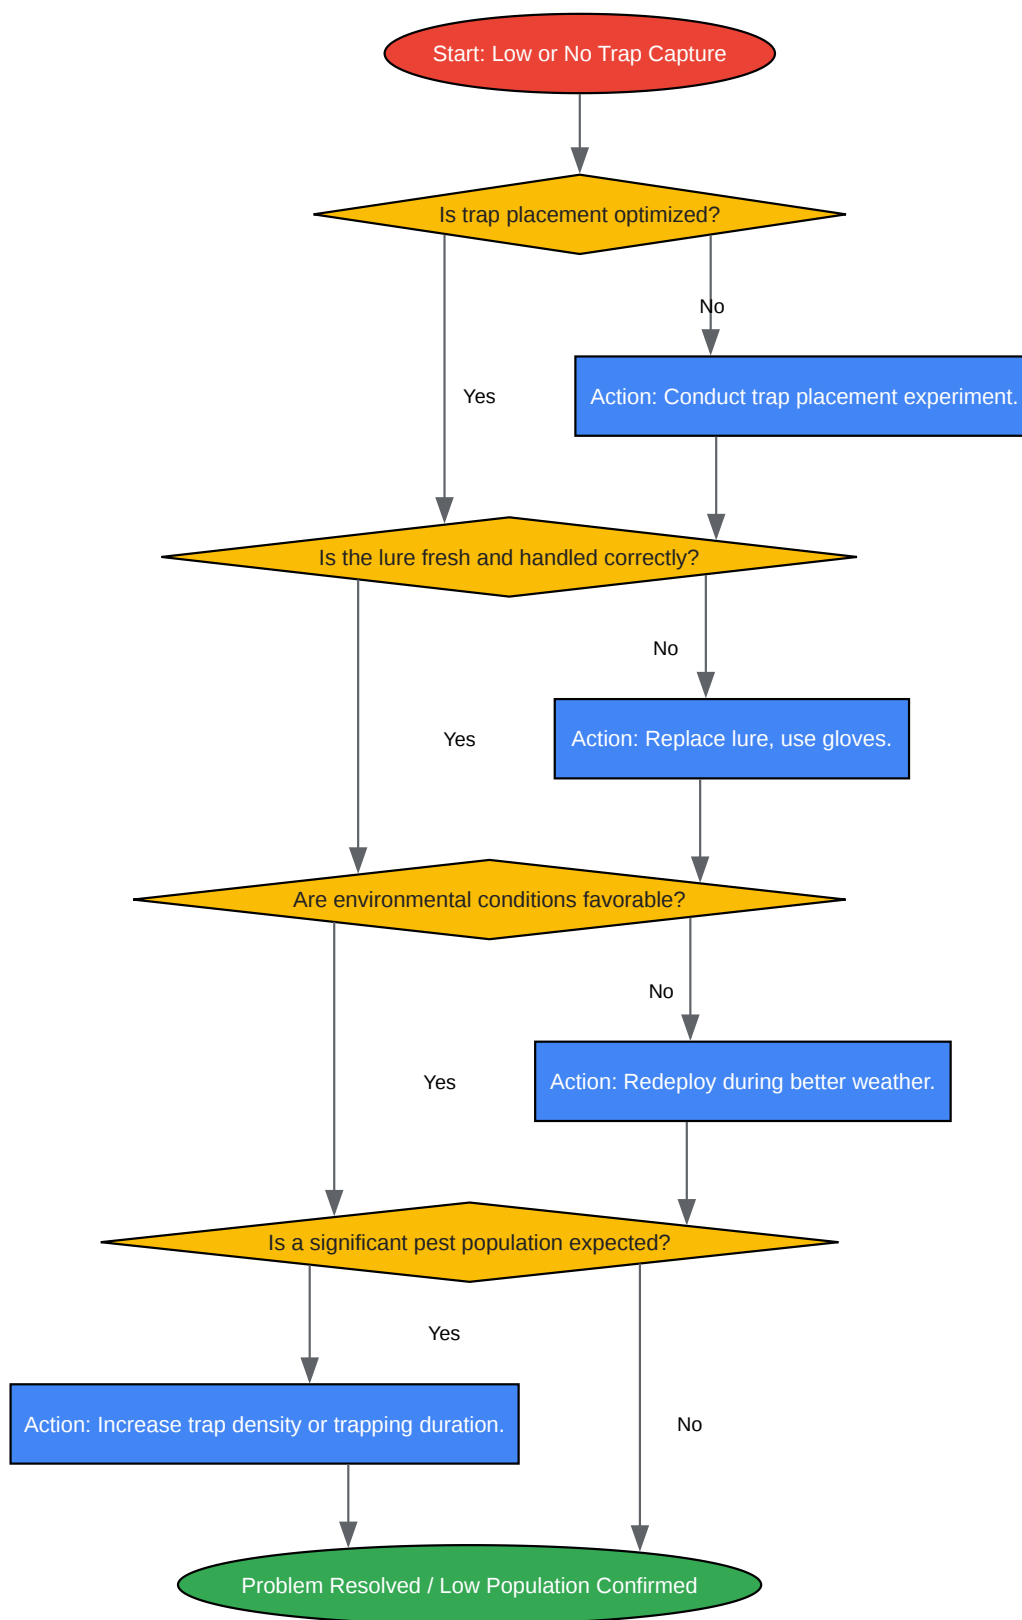 Start: Low or No Trap Capture
Is trap placement optimized?
No
Yes
Action: Conduct trap placement experiment.
Is the lure fresh and handled correctly?
No
Yes
Action: Replace lure, use gloves.
Are environmental conditions favorable?
No
Yes
Action: Redeploy during better weather.
Is a significant pest population expected?
Yes
Action: Increase trap density or trapping duration.
No
Problem Resolved / Low Population Confirmed